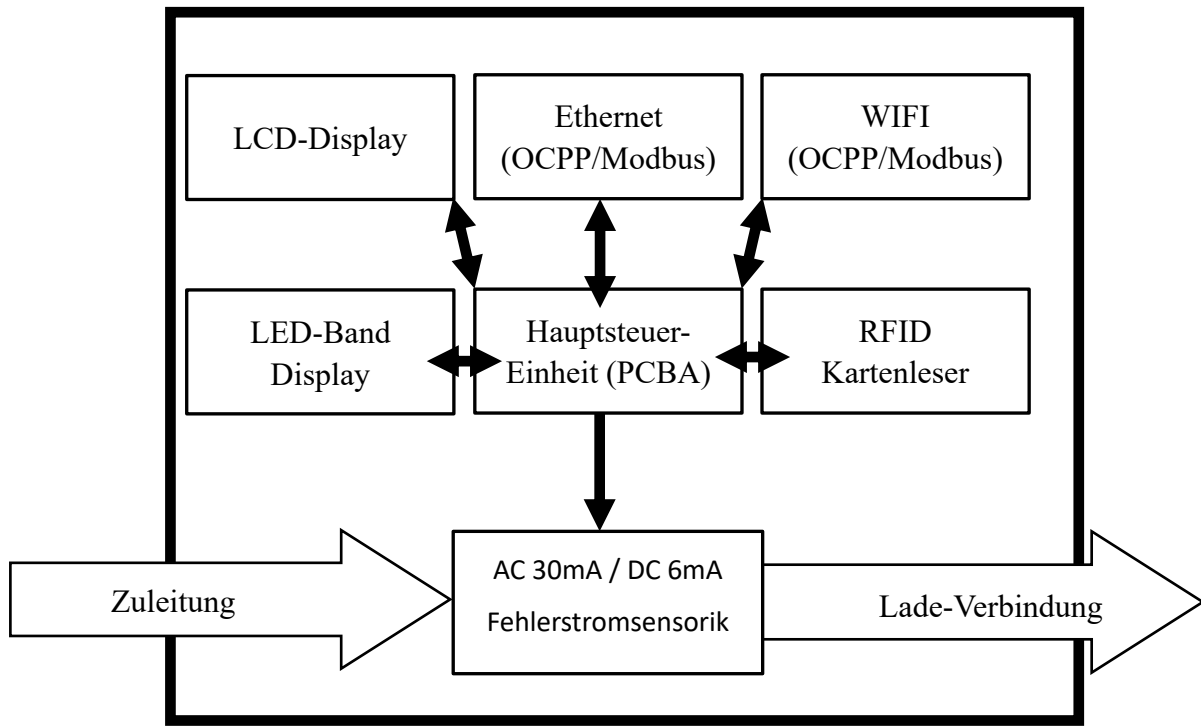 LCD-Display
Ethernet
(OCPP/Modbus)
WIFI
(OCPP/Modbus)
LED-Band
Display
Hauptsteuer-
Einheit (PCBA)
RFID
Kartenleser
Zuleitung
AC 30mA / DC 6mA
Fehlerstromsensorik
Lade-Verbindung